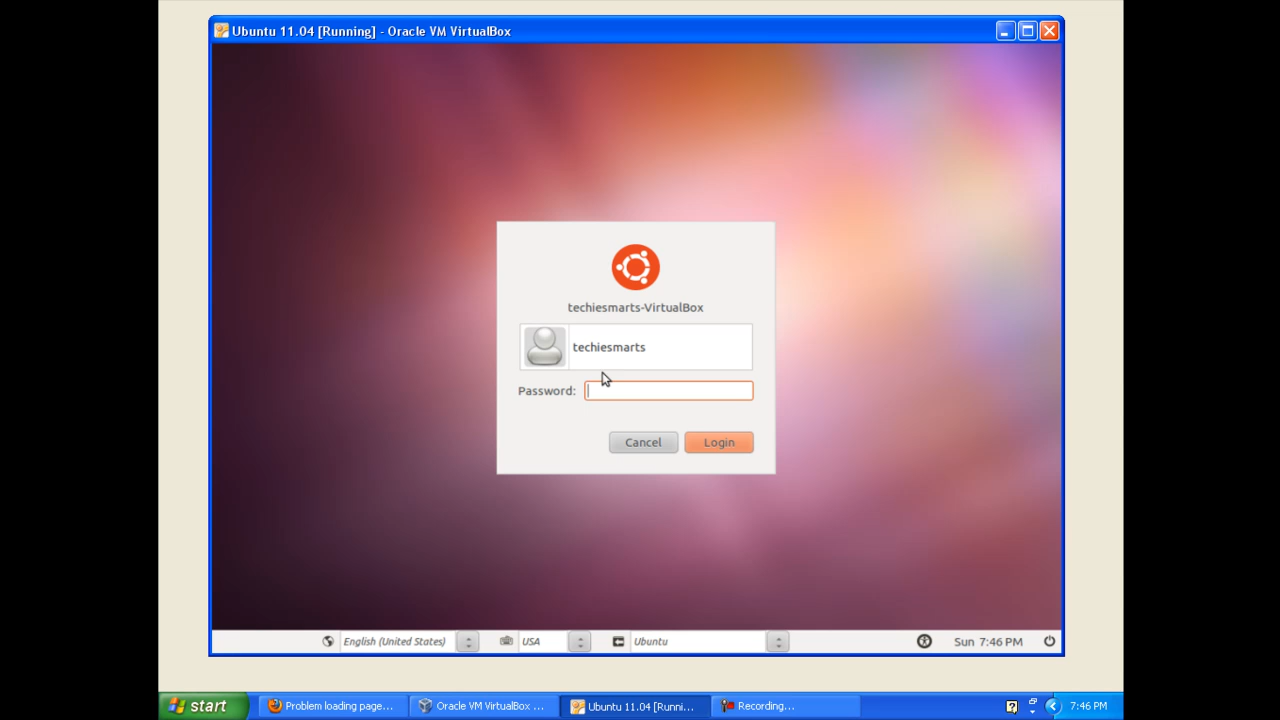 Ubuntu 11.04 [Running] - Oracle VM VirtualBox
techiesmarts-VirtualBox
techiesmarts
Password:
Cancel Login
English (United States) USA Ubuntu Sun 7:46 PM
start Problem loading page... Oracle VM VirtualBox ... Ubuntu 11.04 [Runni... Recording... 7:46 PM